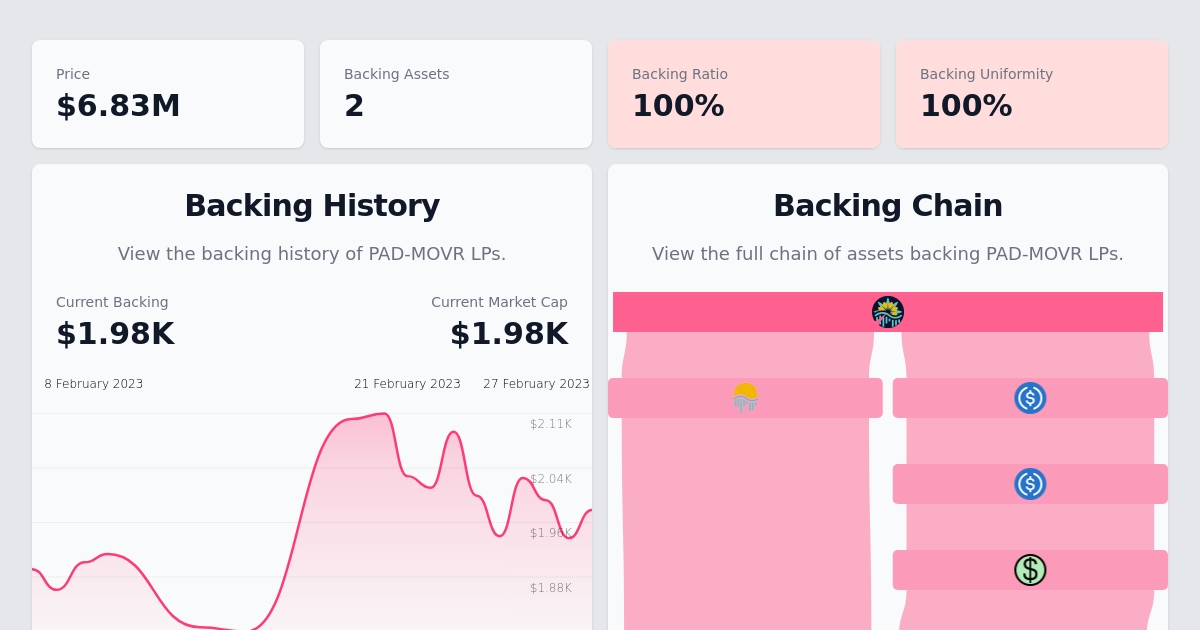 Price
$6.83M
Backing Assets
2
Backing Ratio
100%
Backing Uniformity
100%
Backing History
View the backing history of PAD-MOVR LPs.
Current Backing
$1.98K
Current Market Cap
$1.98K
8 February 2023
21 February 2023
27 February 2023
$2.11K
$2.04K
$1.96K
$1.88K
Backing Chain
View the full chain of assets backing PAD-MOVR LPs.